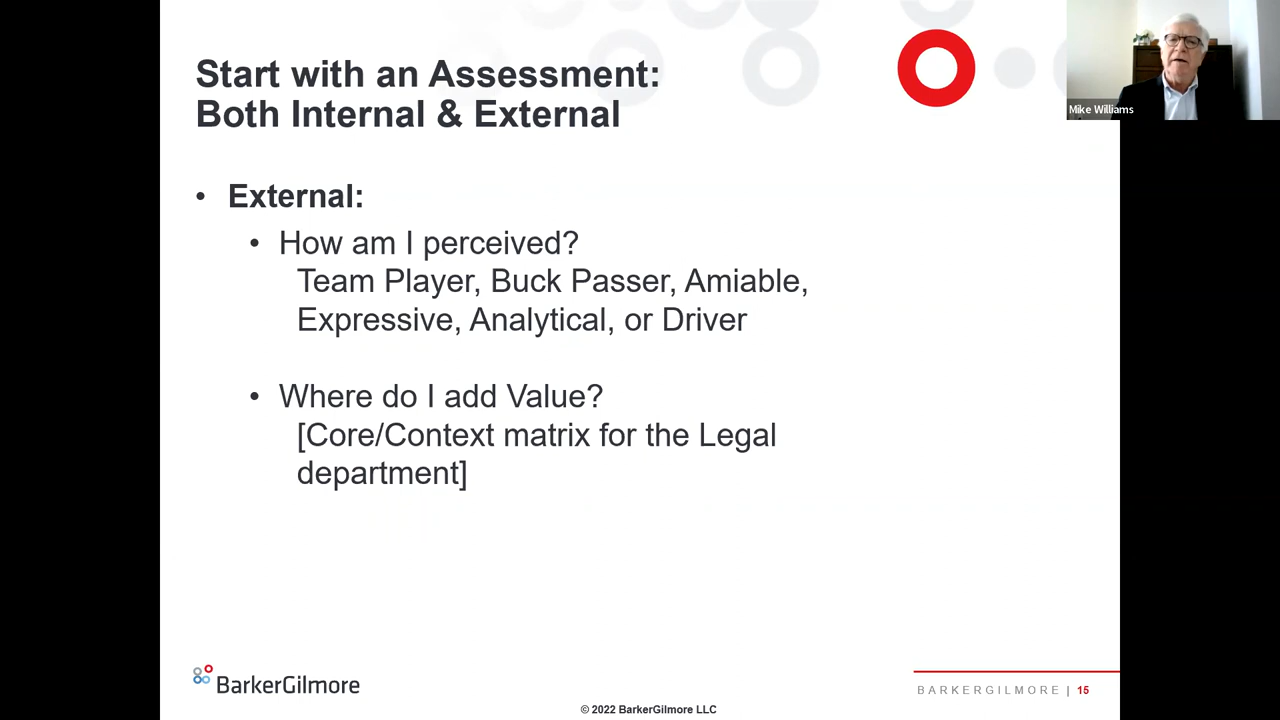 Start with an Assessment:
Both Internal & External
Mike Williams
• External:
• How am I perceived?
Team Player, Buck Passer, Amiable,
Expressive, Analytical, or Driver
• Where do I add Value?
[Core/Context matrix for the Legal
department]
BarkerGilmore
© 2022 BarkerGilmore LLC
BARKERGILMORE | 15